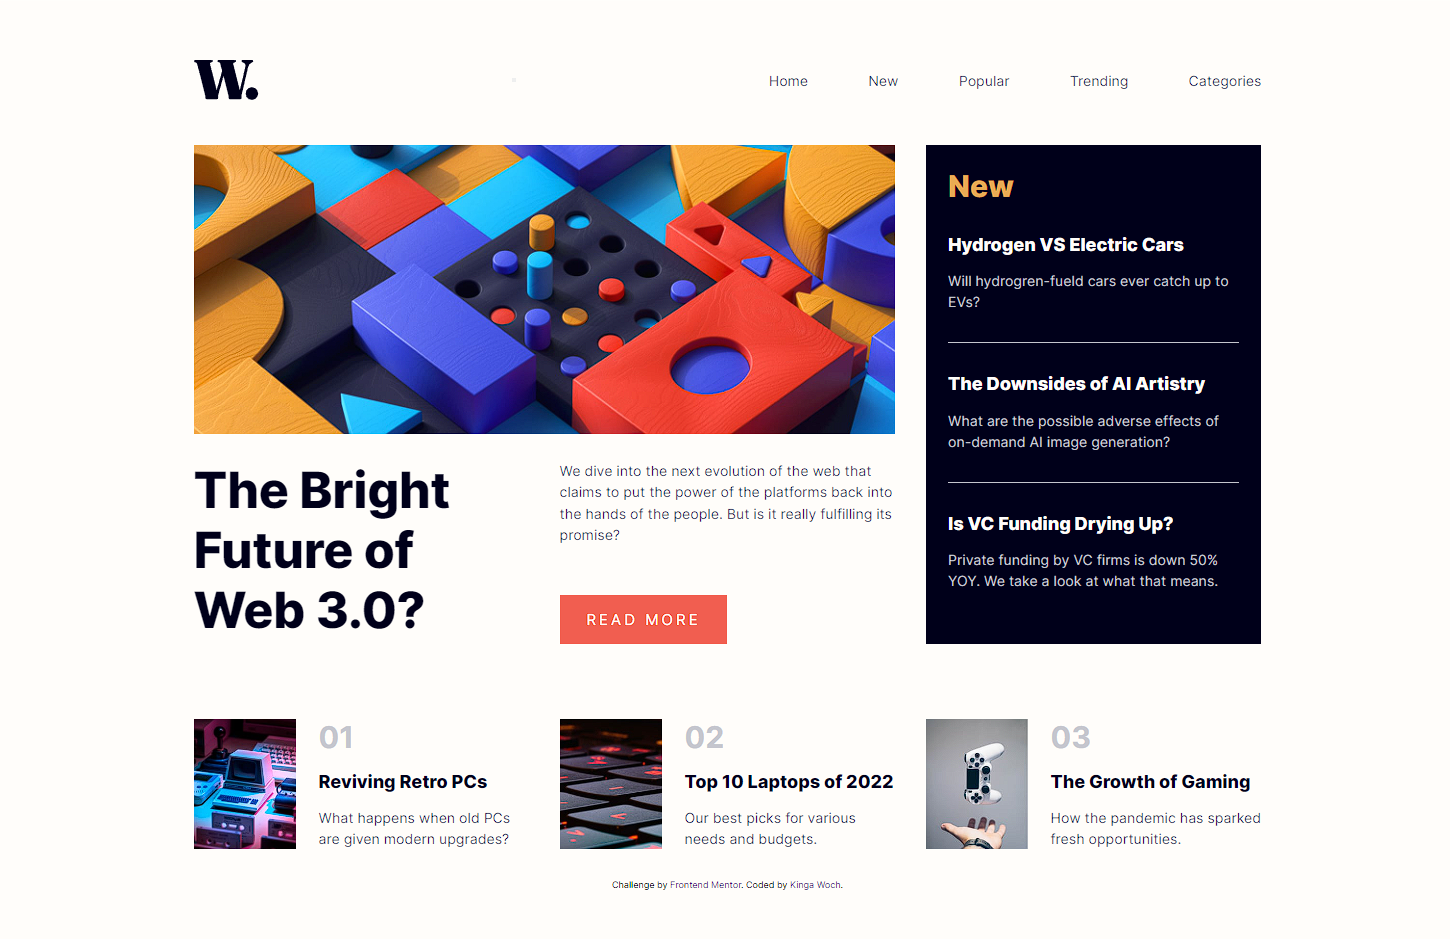 W.
Home New Popular Trending Categories
New
Hydrogen VS Electric Cars
Will hydrogren-fueld cars ever catch up to
EVs?
The Downsides of AI Artistry
What are the possible adverse effects of
on-demand AI image generation?
Is VC Funding Drying Up?
Private funding by VC firms is down 50%
YOY. We take a look at what that means.
The Bright
Future of
Web 3.0?
We dive into the next evolution of the web that
claims to put the power of the platforms back into
the hands of the people. But is it really fulfilling its
promise?
READ MORE
01
Reviving Retro PCs
What happens when old PCs
are given modern upgrades?
02
Top 10 Laptops of 2022
Our best picks for various
needs and budgets.
03
The Growth of Gaming
How the pandemic has sparked
fresh opportunities.
Challenge by Frontend Mentor. Coded by Kinga Woch.